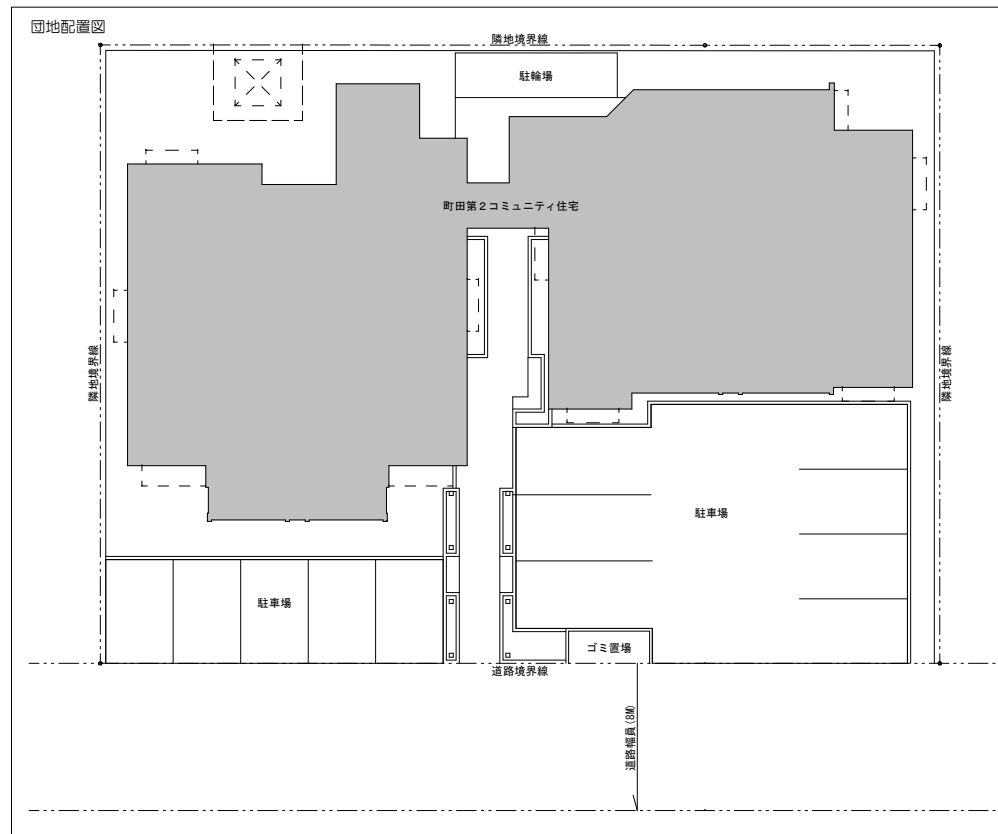 団地配置図
隣地境界線
駐輪場
町田第２コミュニティ住宅
隣地境界線
隣地境界線
駐車場
駐車場
ゴミ置場
道路境界線
道路幅員(8M)